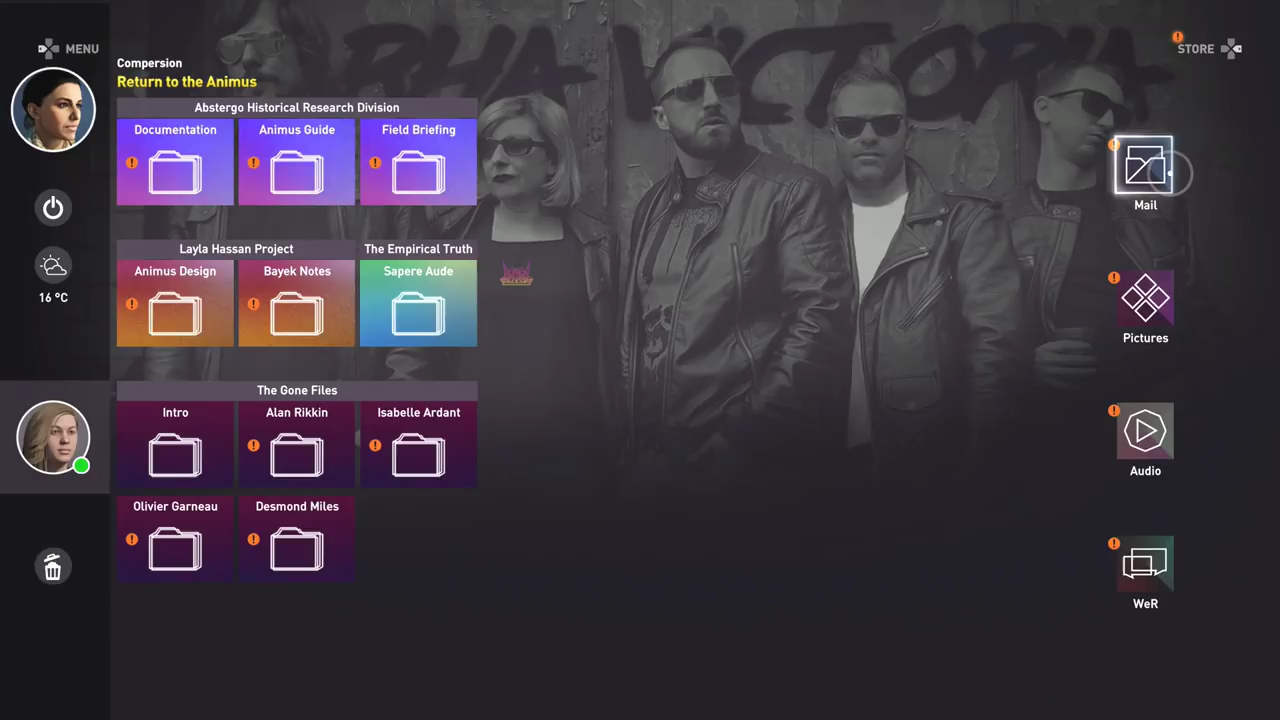 MENU
STORE
Compersion
Return to the Animus
Abstergo Historical Research Division
Documentation
Animus Guide
Field Briefing
Mail
Layla Hassan Project
The Empirical Truth
Animus Design
Bayek Notes
Sapere Aude
16 °C
Pictures
The Gone Files
Intro
Alan Rikkin
Isabelle Ardant
Audio
Olivier Garneau
Desmond Miles
WeR